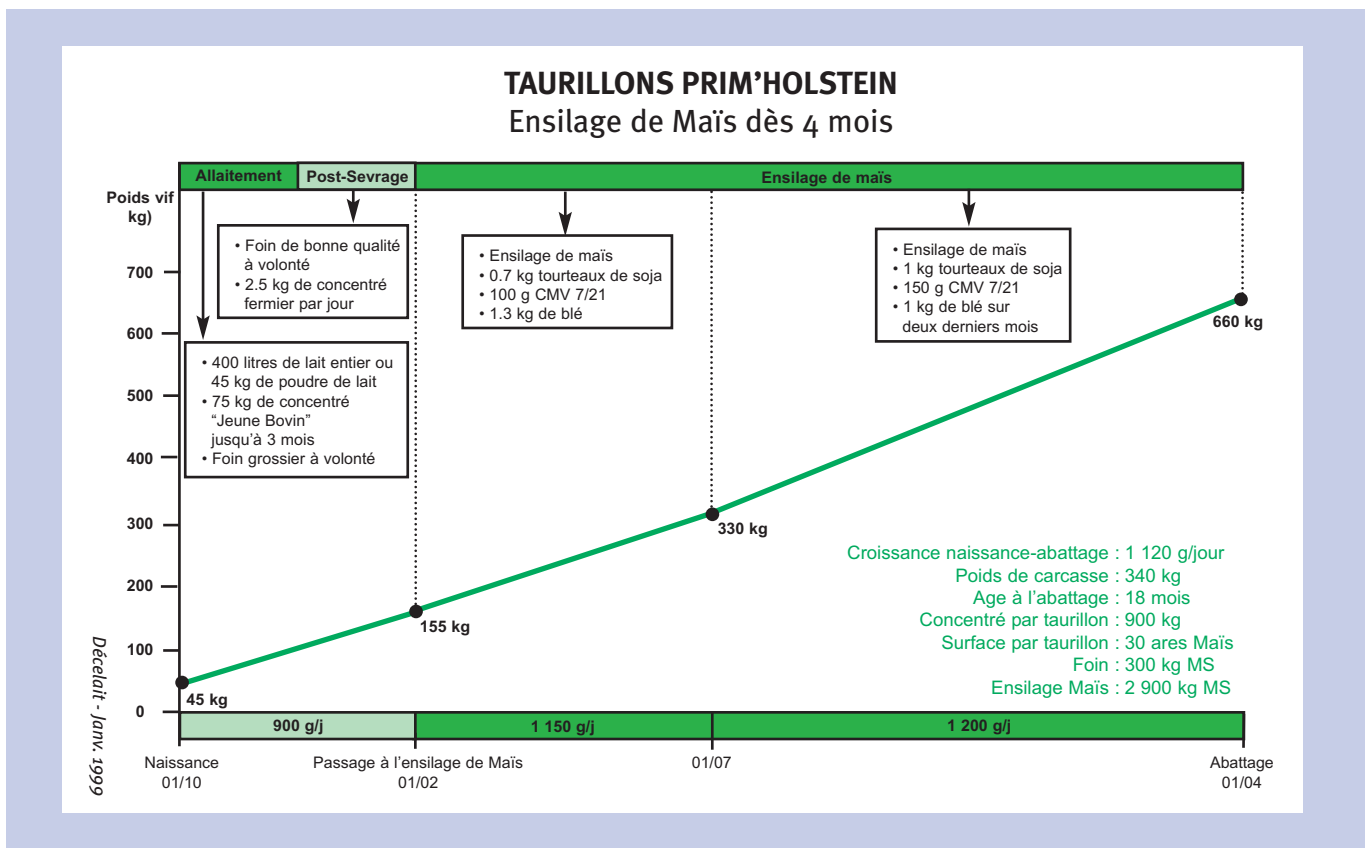 TAURILLONS PRIM'HOLSTEIN
Ensilage de Maïs dès 4 mois
Allaitement
Post-Sevrage
Ensilage de maïs
Poids vif
kg)
• Foin de bonne qualité
à volonté
• 2.5 kg de concentré
fermier par jour
• 400 litres de lait entier ou
45 kg de poudre de lait
• 75 kg de concentré
“Jeune Bovin”
jusqu'à 3 mois
• Foin grossier à volonté
• Ensilage de maïs
• 0.7 kg tourteaux de soja
• 100 g CMV 7/21
• 1.3 kg de blé
• Ensilage de maïs
• 1 kg tourteaux de soja
• 150 g CMV 7/21
• 1 kg de blé sur
deux derniers mois
700
600
500
400
300
200
100
0
45 kg
155 kg
330 kg
660 kg
Croissance naissance-abattage : 1 120 g/jour
Poids de carcasse : 340 kg
Age à l'abattage : 18 mois
Concentré par taurillon : 900 kg
Surface par taurillon : 30 ares Maïs
Foin : 300 kg MS
Ensilage Maïs : 2 900 kg MS
900 g/j
1 150 g/j
1 200 g/j
Naissance
01/10
Passage à l'ensilage de Maïs
01/02
01/07
Abattage
01/04
Décelait - Janv. 1999